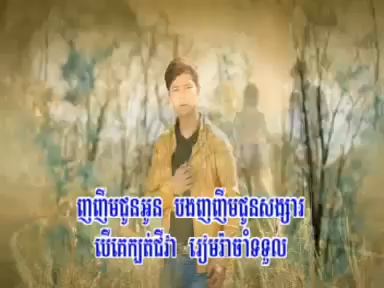 ញញឹមជូនអូន បងញញឹមជូនសង្សារ
បើគេក្បត់ជីវា រៀមរ៉ាចាំទទួល